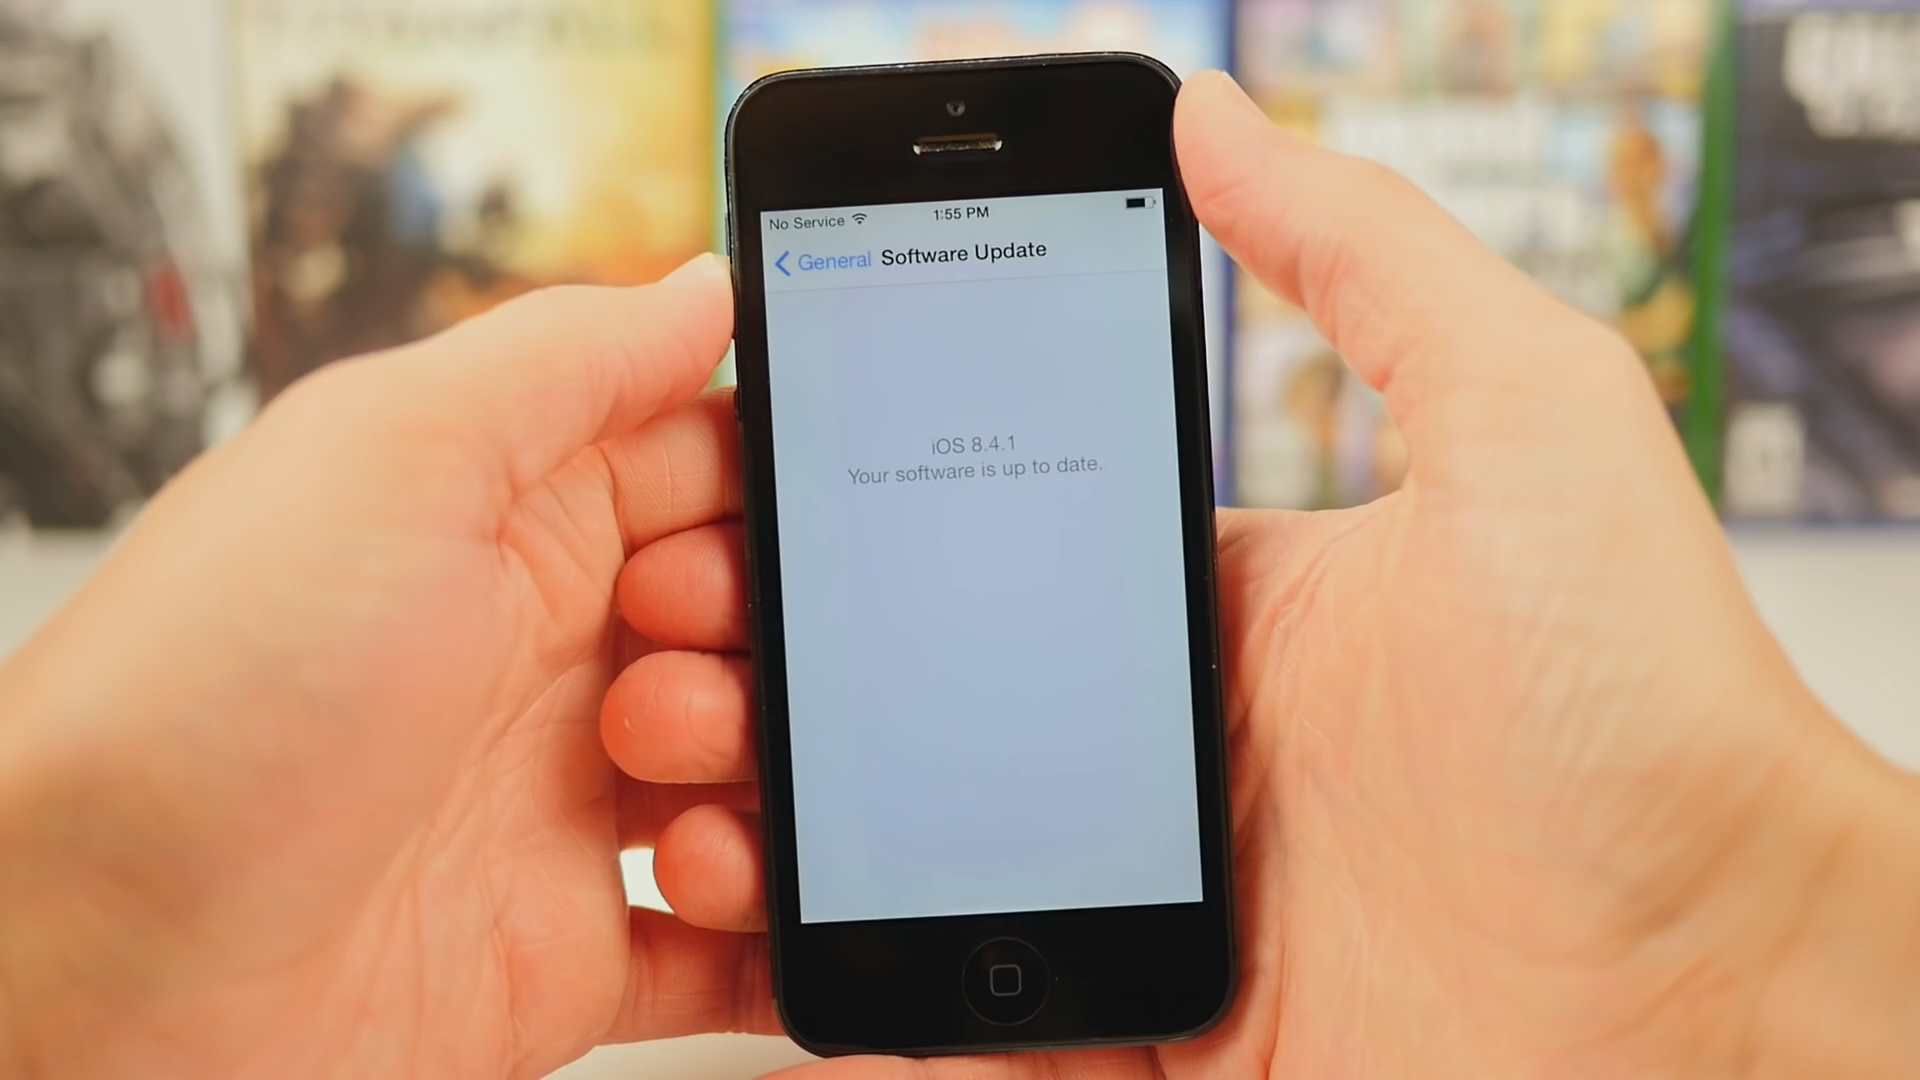 No Service 1:55 PM
General Software Update
iOS 8.4.1
Your software is up to date.